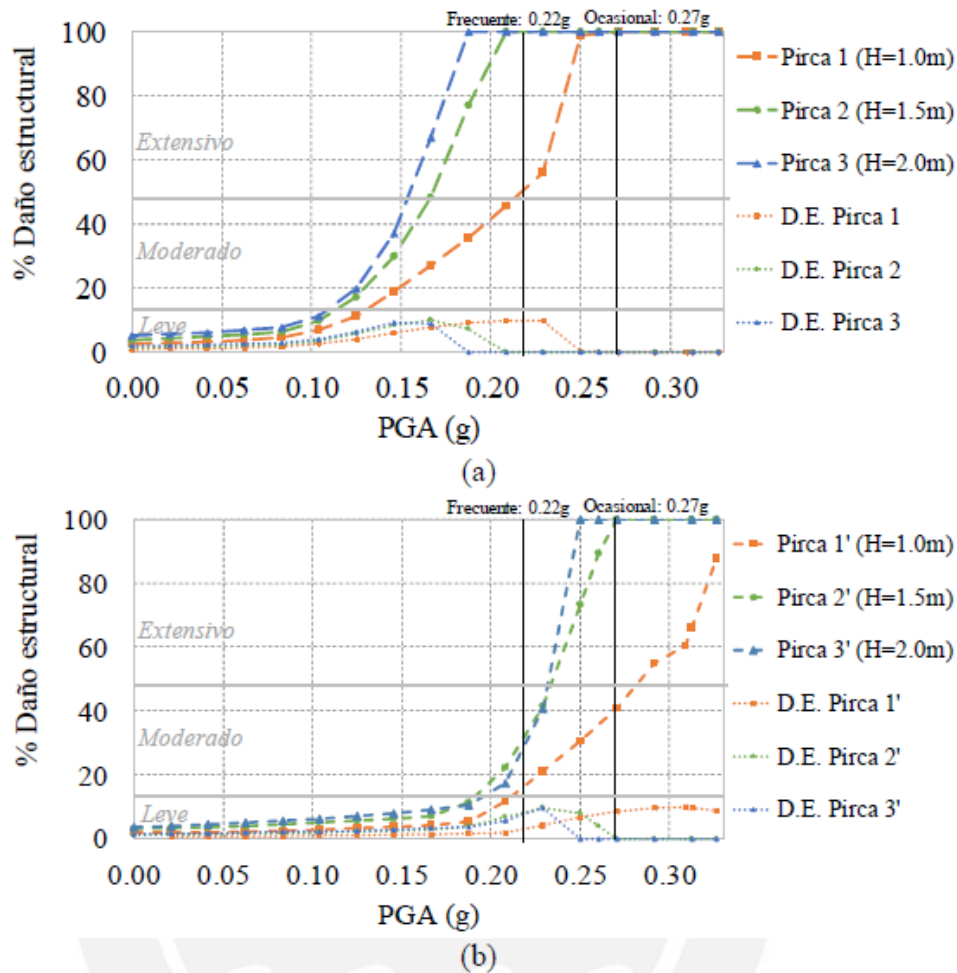 Frecuente: 0.22g Ocasional: 0.27g
100
80
60
40
20
0
% Daño estructural
Extensivo
Moderado
Leve
0.00 0.05 0.10 0.15 0.20 0.25 0.30
PGA (g)
Pirca 1 (H=1.0m)
Pirca 2 (H=1.5m)
Pirca 3 (H=2.0m)
D.E. Pirca 1
D.E. Pirca 2
D.E. Pirca 3
(a)
Frecuente: 0.22g Ocasional: 0.27g
100
80
60
40
20
0
% Daño estructural
Extensivo
Moderado
Leve
0.00 0.05 0.10 0.15 0.20 0.25 0.30
PGA (g)
Pirca 1' (H=1.0m)
Pirca 2' (H=1.5m)
Pirca 3' (H=2.0m)
D.E. Pirca 1'
D.E. Pirca 2'
D.E. Pirca 3'
(b)